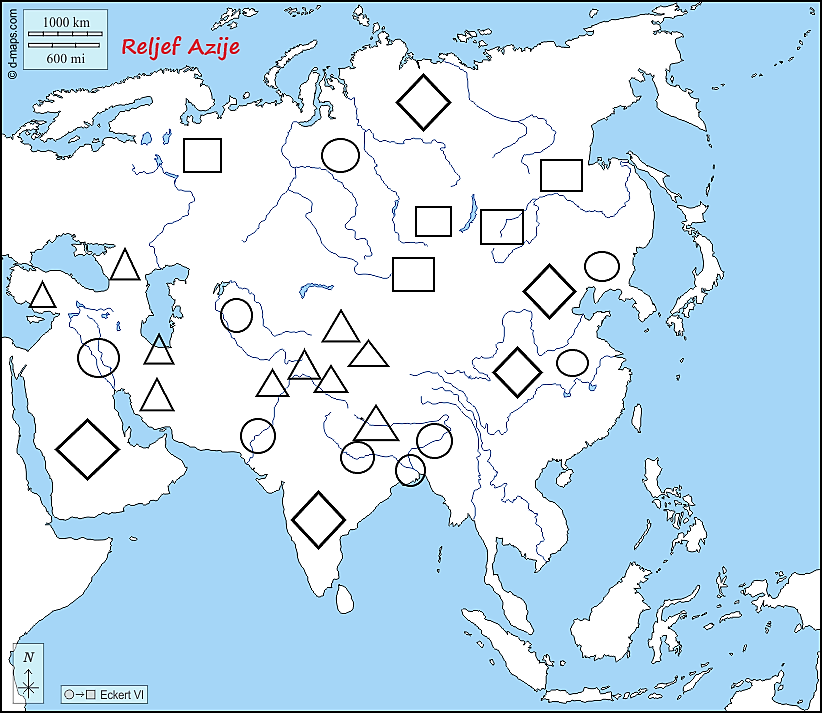 1000 km
600 mi
© d-maps.com
Reljef Azije
N
Eckert VI